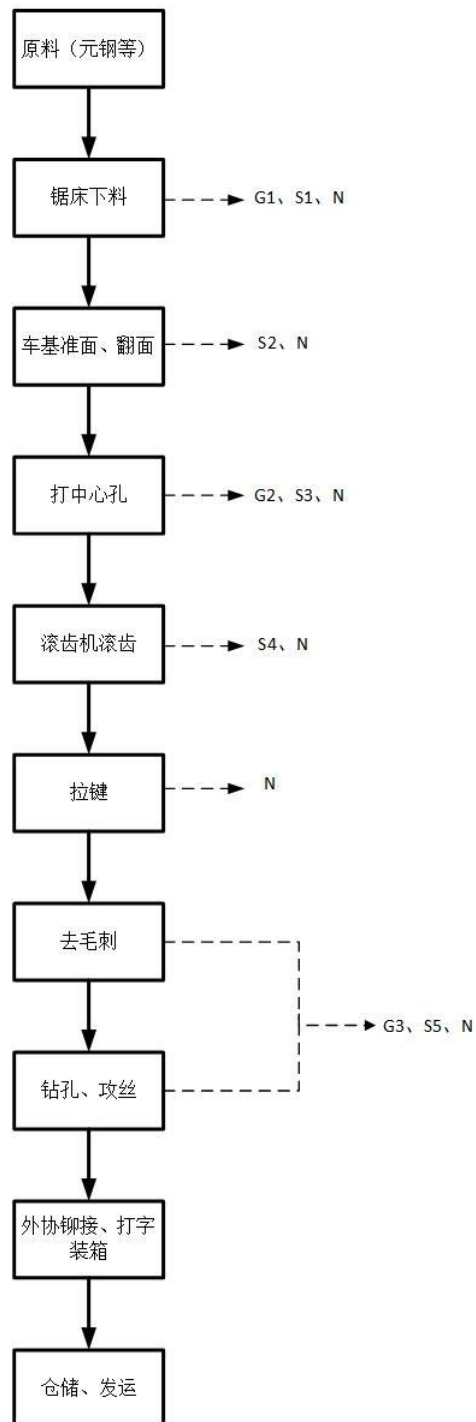 原料（元钢等）
锯床下料
G1、S1、N
车基准面、翻面
S2、N
打中心孔
G2、S3、N
滚齿机滚齿
S4、N
拉键
N
去毛刺
G3、S5、N
钻孔、攻丝
外协铆接、打字
装箱
仓储、发运